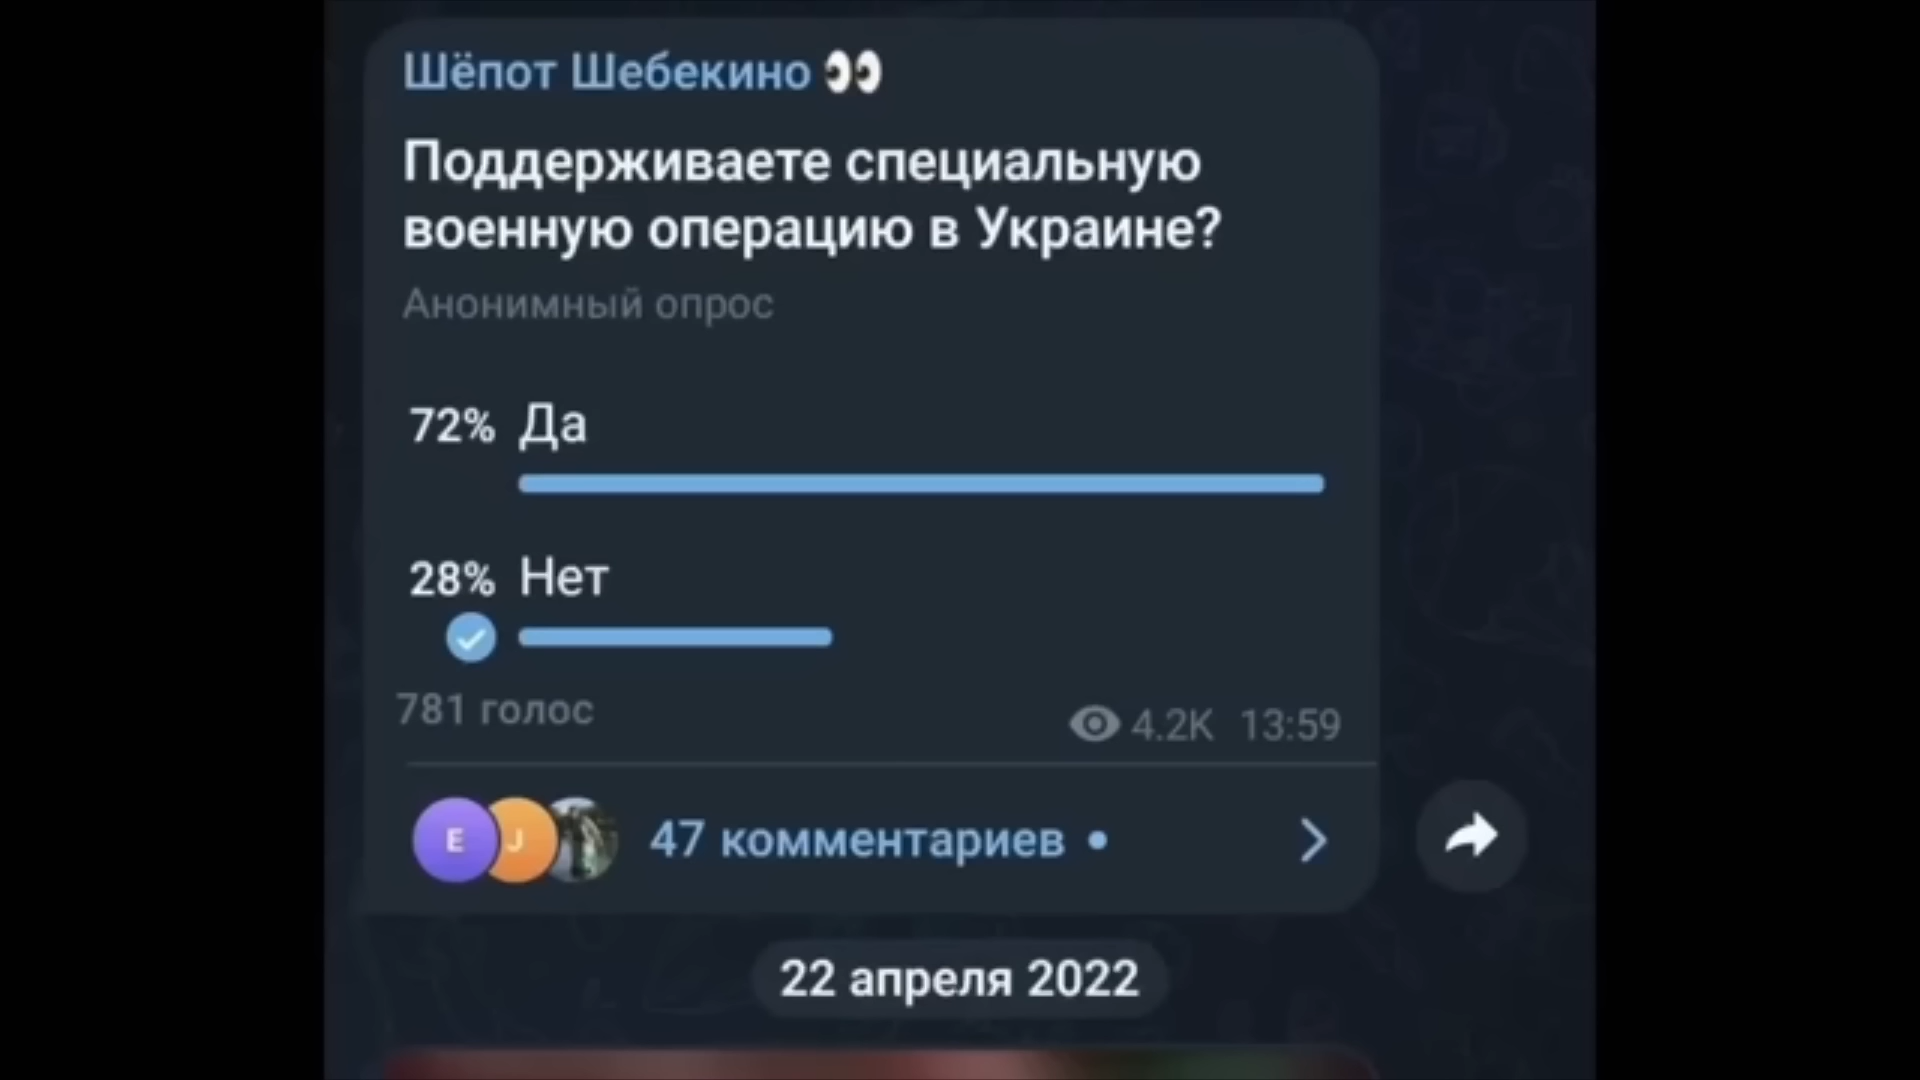 Шёпот Шебекино 👀
Поддерживаете специальную
военную операцию в Украине?
Анонимный опрос
72% Да
28% Нет
781 голос
4.2K 13:59
E J
47 комментариев •
22 апреля 2022